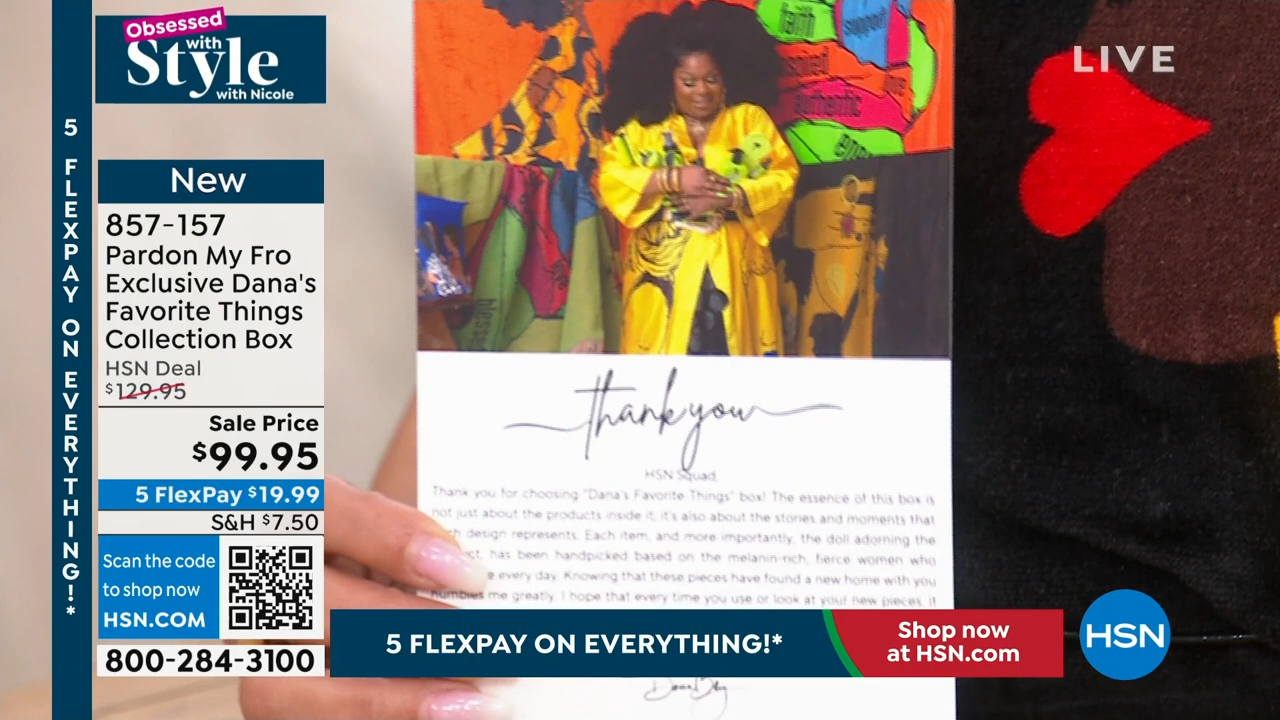 Obsessed
with
Style
with Nicole
LIVE
5 FLEXPAY ON EVERYTHING!*
New
857-157
Pardon My Fro
Exclusive Dana's
Favorite Things
Collection Box
HSN Deal
$129.95
Sale Price
$99.95
5 FlexPay $19.99
S&H $7.50
Scan the code
to shop now
HSN.COM
800-284-3100
faith
support
authentic
thank you
HSN Squad,
Thank you for choosing "Dana's Favorite Things" box! The essence of this box is
not just about the products inside it; it's also about the stories and moments that
design represents. Each item, and more importantly, the doll adorning the
has been handpicked based on the melanin-rich, fierce women who
every day. Knowing that these pieces have found a new home with you
humbles me greatly. I hope that every time you use or look at your new pieces, it
5 FLEXPAY ON EVERYTHING!*
Shop now
at HSN.com
HSN